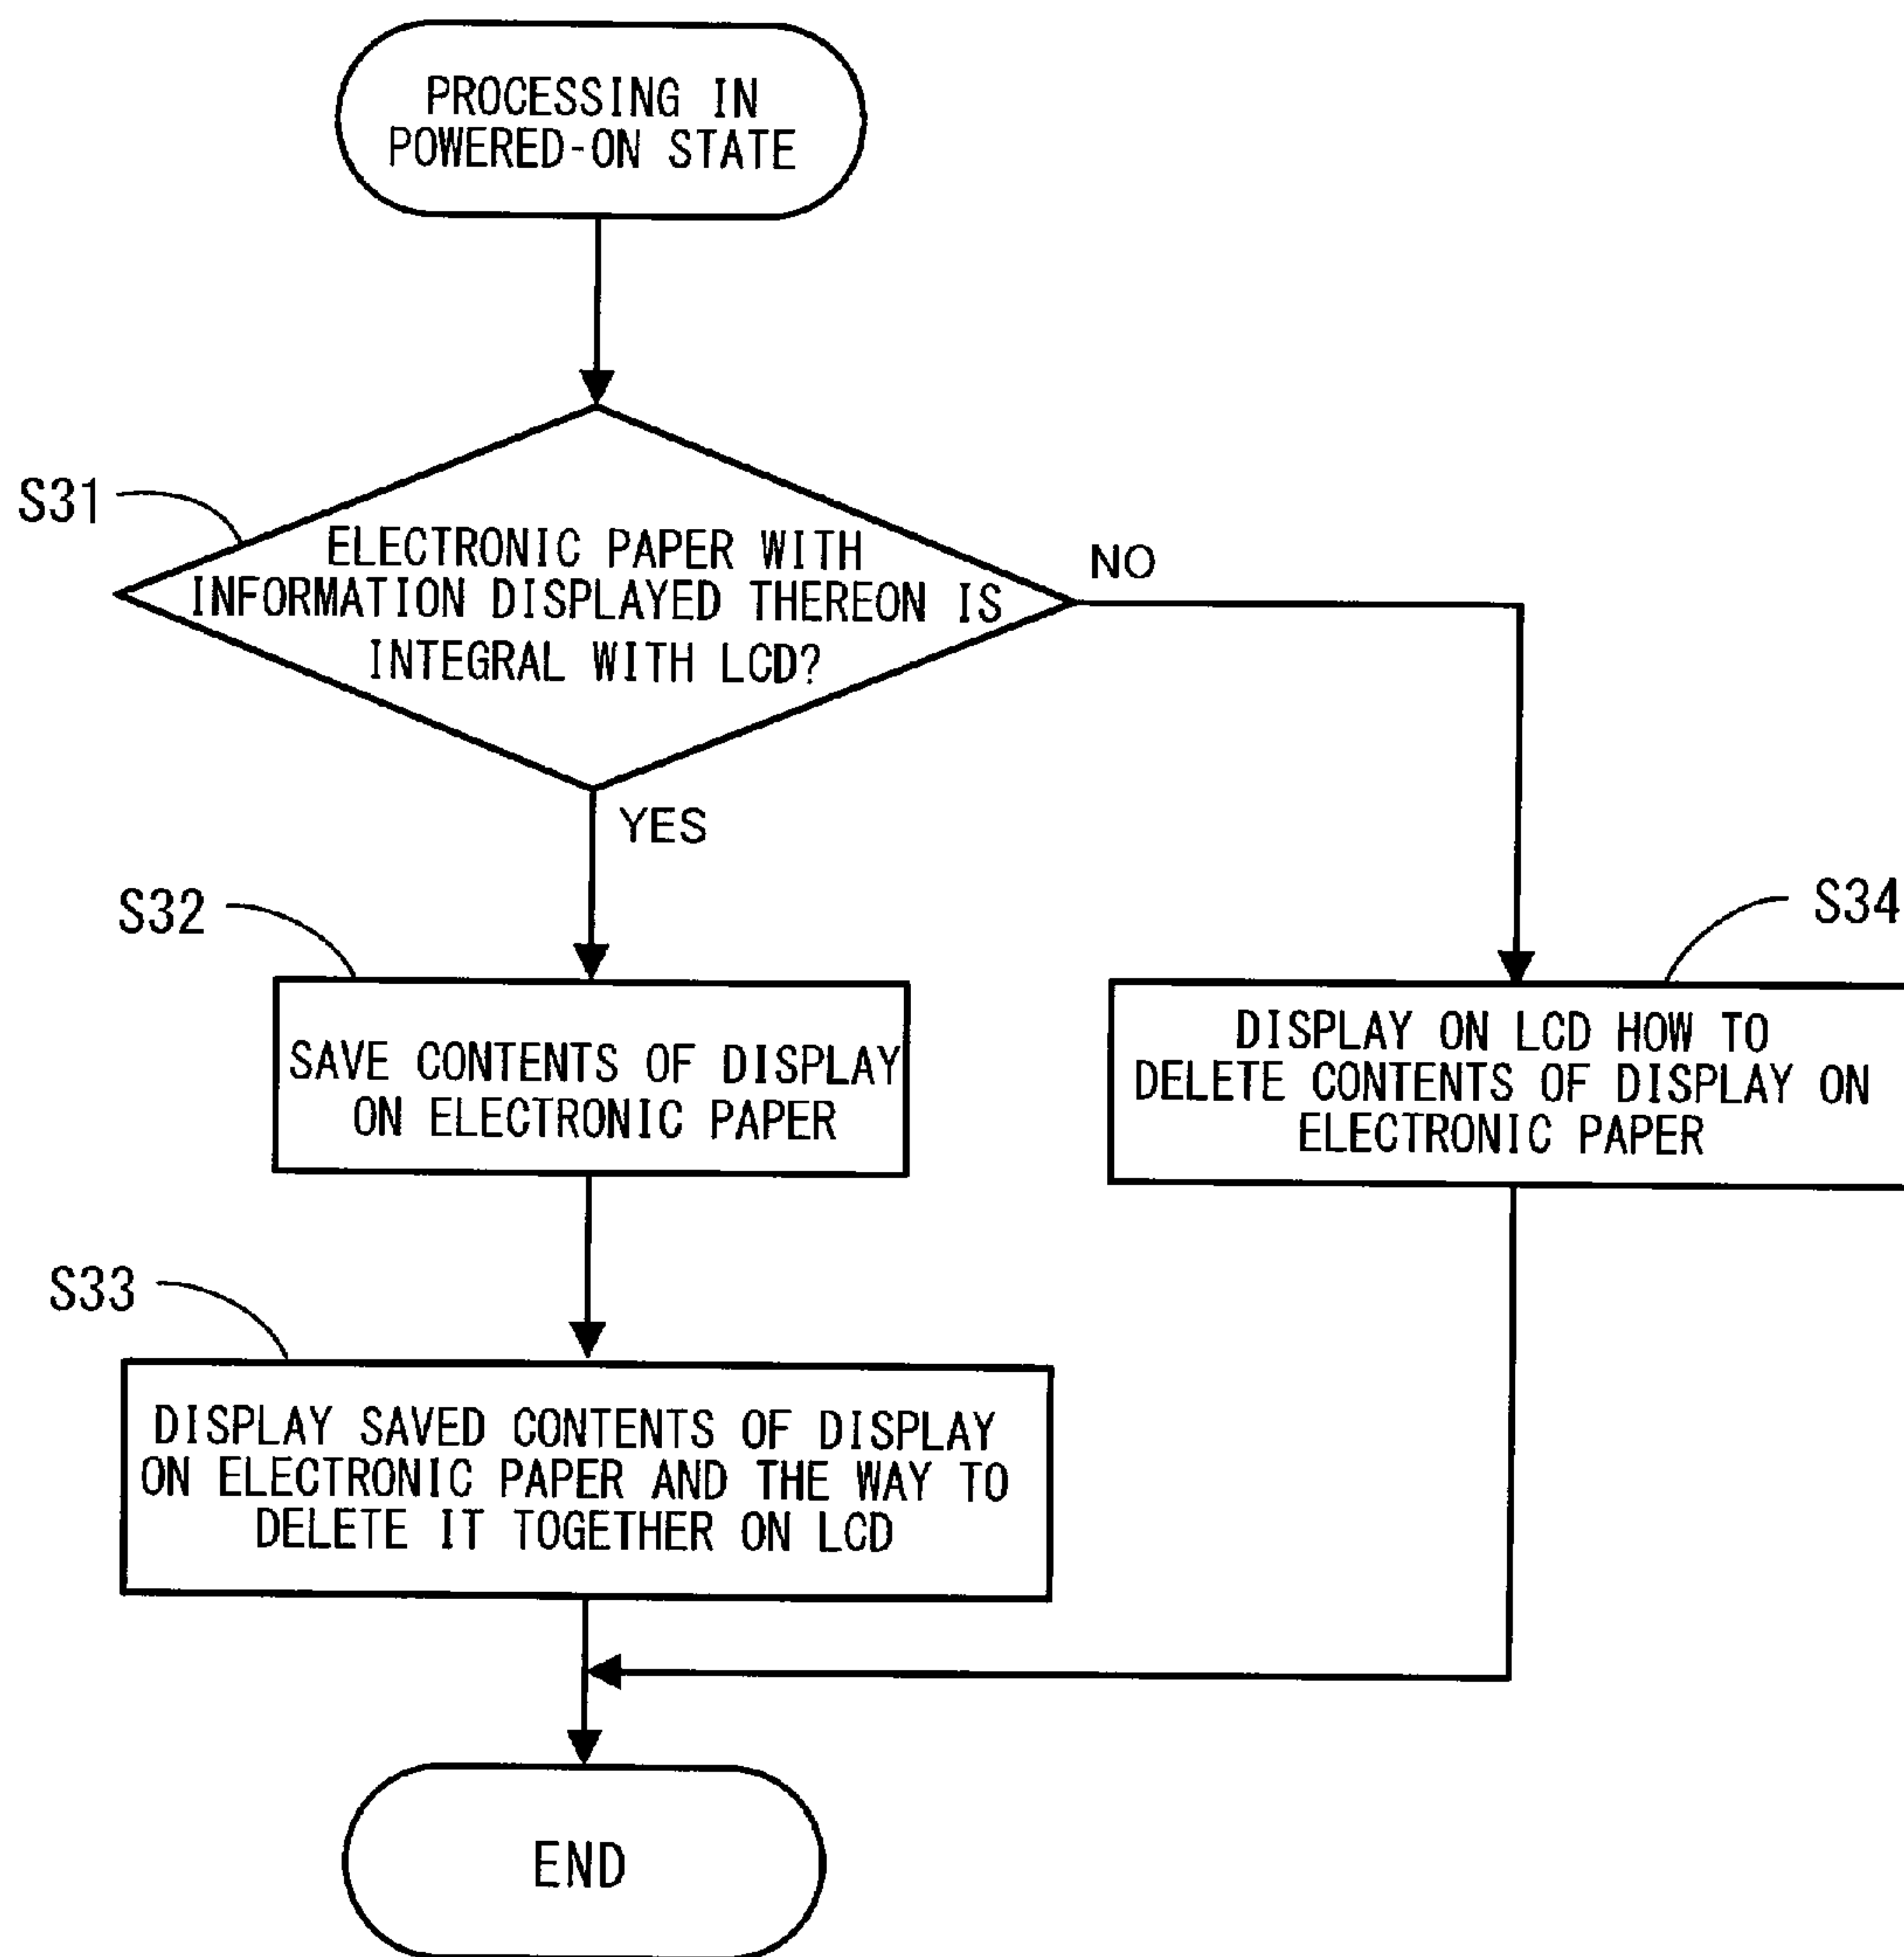 PROCESSING IN
POWERED-ON STATE
S31
ELECTRONIC PAPER WITH
INFORMATION DISPLAYED THEREON IS
INTEGRAL WITH LCD?
NO
YES
S32
SAVE CONTENTS OF DISPLAY
ON ELECTRONIC PAPER
S34
DISPLAY ON LCD HOW TO
DELETE CONTENTS OF DISPLAY ON
ELECTRONIC PAPER
S33
DISPLAY SAVED CONTENTS OF DISPLAY
ON ELECTRONIC PAPER AND THE WAY TO
DELETE IT TOGETHER ON LCD
END